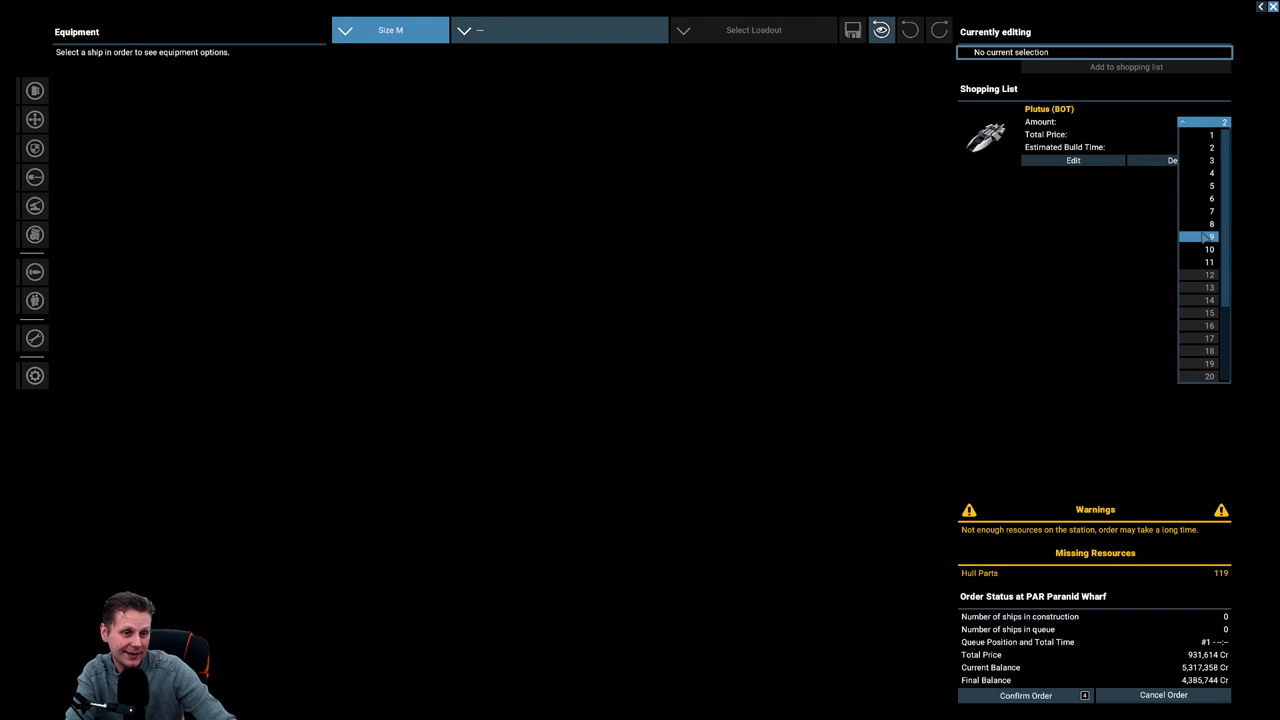 Equipment
Select a ship in order to see equipment options.
Size M
--
Select Loadout
Currently editing
No current selection
Add to shopping list
Shopping List
Plutus (BOT)
Amount:
2
Total Price:
Estimated Build Time:
Edit
De
1
2
3
4
5
6
7
8
9
10
11
12
13
14
15
16
17
18
19
20
Warnings
Not enough resources on the station, order may take a long time.
Missing Resources
Hull Parts 119
Order Status at PAR Paranid Wharf
Number of ships in construction 0
Number of ships in queue 0
Queue Position and Total Time #1 - --:--
Total Price 931,614 Cr
Current Balance 5,317,358 Cr
Final Balance 4,385,744 Cr
Confirm Order 4 Cancel Order